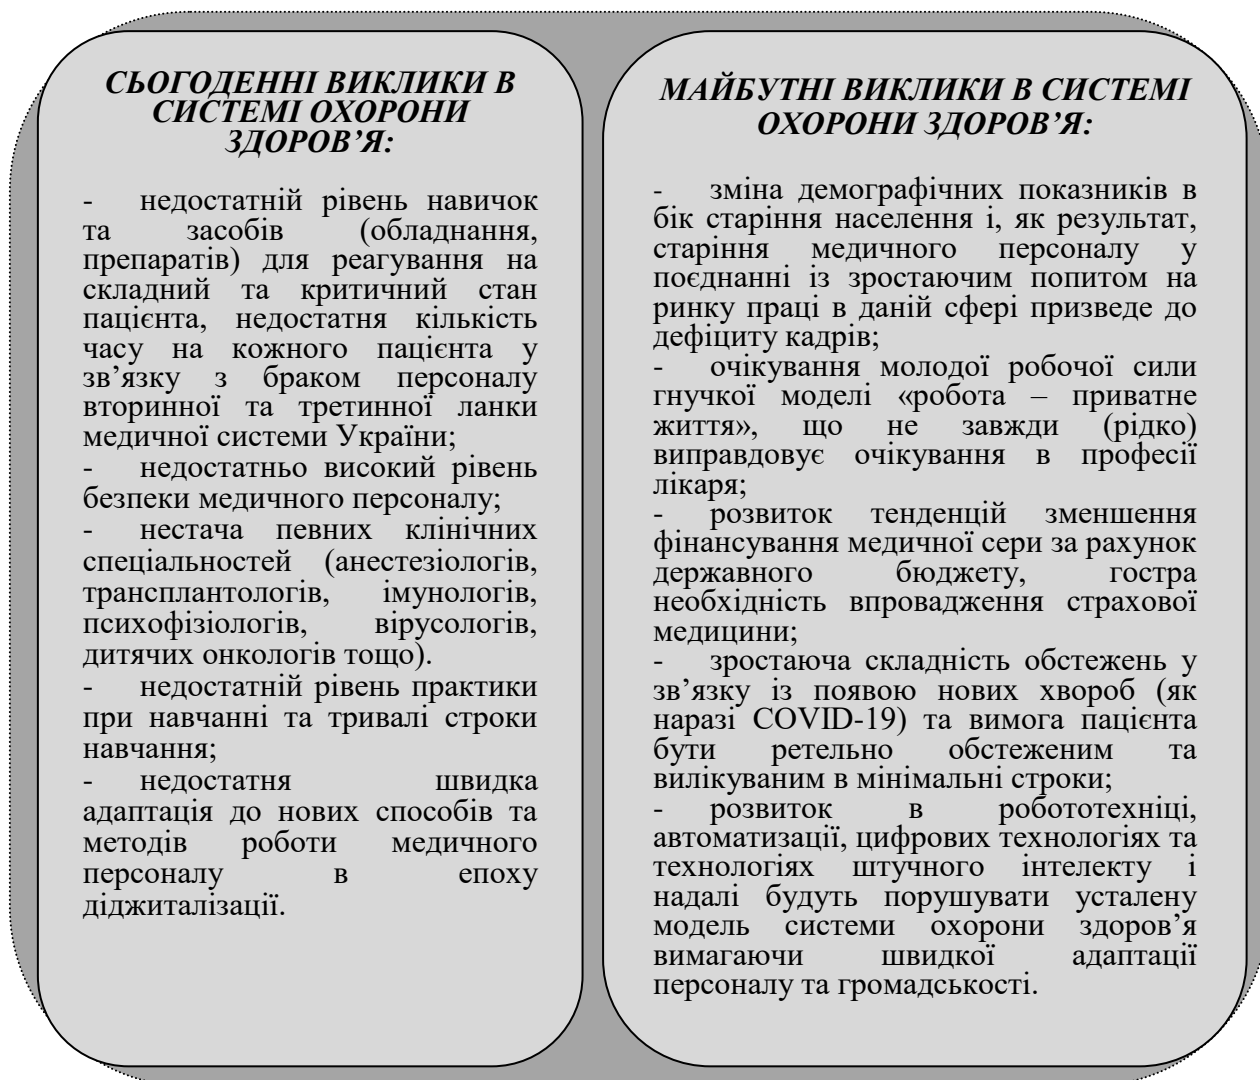 СЬОГОДЕННІ ВИКЛИКИ В
СИСТЕМІ ОХОРОНИ
ЗДОРОВ’Я:
- недостатній рівень навичок
та засобів (обладнання,
препаратів) для реагування на
складний та критичний стан
пацієнта, недостатня кількість
часу на кожного пацієнта у
зв’язку з браком персоналу
вторинної та третинної ланки
медичної системи України;
- недостатньо високий рівень
безпеки медичного персоналу;
- нестача певних клінічних
спеціальностей (анестезіологів,
трансплантологів, імунологів,
психофізіологів, вірусологів,
дитячих онкологів тощо).
- недостатній рівень практики
при навчанні та тривалі строки
навчання;
- недостатня швидка
адаптація до нових способів та
методів роботи медичного
персоналу в епоху
діджиталізації.
МАЙБУТНІ ВИКЛИКИ В СИСТЕМІ
ОХОРОНИ ЗДОРОВ’Я:
- зміна демографічних показників в
бік старіння населення і, як результат,
старіння медичного персоналу у
поєднанні із зростаючим попитом на
ринку праці в даній сфері призведе до
дефіциту кадрів;
- очікування молодої робочої сили
гнучкої моделі «робота – приватне
життя», що не завжди (рідко)
виправдовує очікування в професії
лікаря;
- розвиток тенденцій зменшення
фінансування медичної сери за рахунок
державного бюджету, гостра
необхідність впровадження страхової
медицини;
- зростаюча складність обстежень у
зв’язку із появою нових хвороб (як
наразі COVID-19) та вимога пацієнта
бути ретельно обстеженим та
вилікуваним в мінімальні строки;
- розвиток в робототехніці,
автоматизації, цифрових технологіях та
технологіях штучного інтелекту і
надалі будуть порушувати усталену
модель системи охорони здоров’я
вимагаючи швидкої адаптації
персоналу та громадськості.